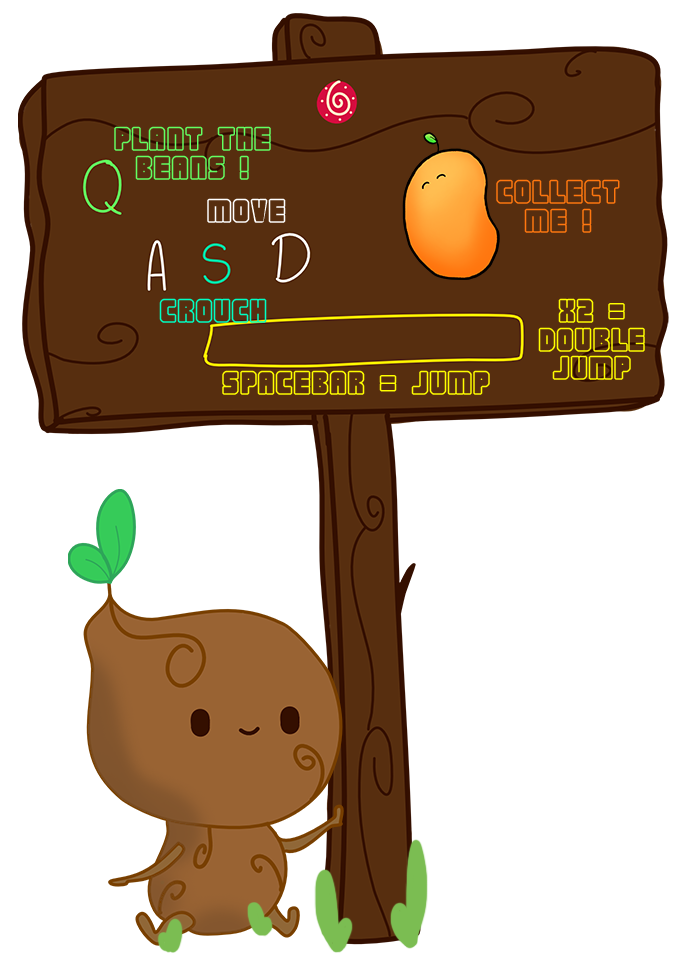 PLANT THE
BEANS !
Q
MOVE
A S D
CROUCH
SPACEBAR = JUMP
COLLECT
ME !
X2 =
DOUBLE
JUMP